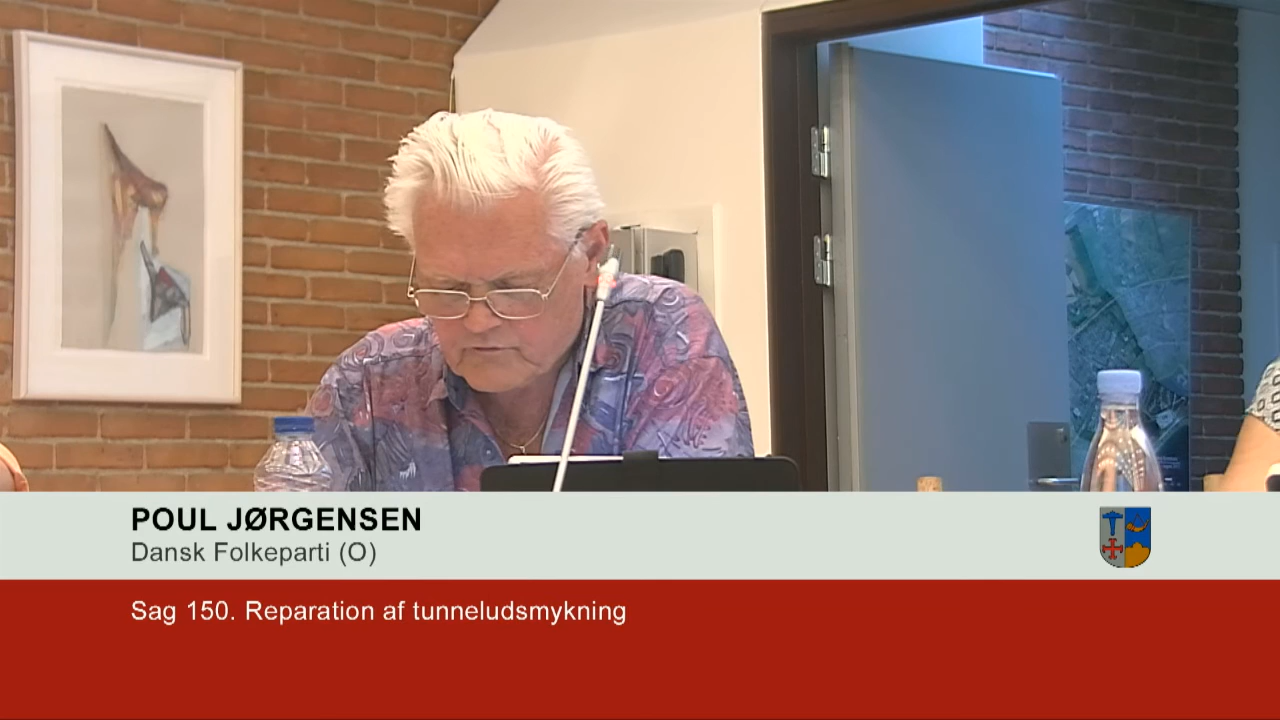 POUL JØRGENSEN
Dansk Folkeparti (O)
Sag 150. Reparation af tunneludsmykning